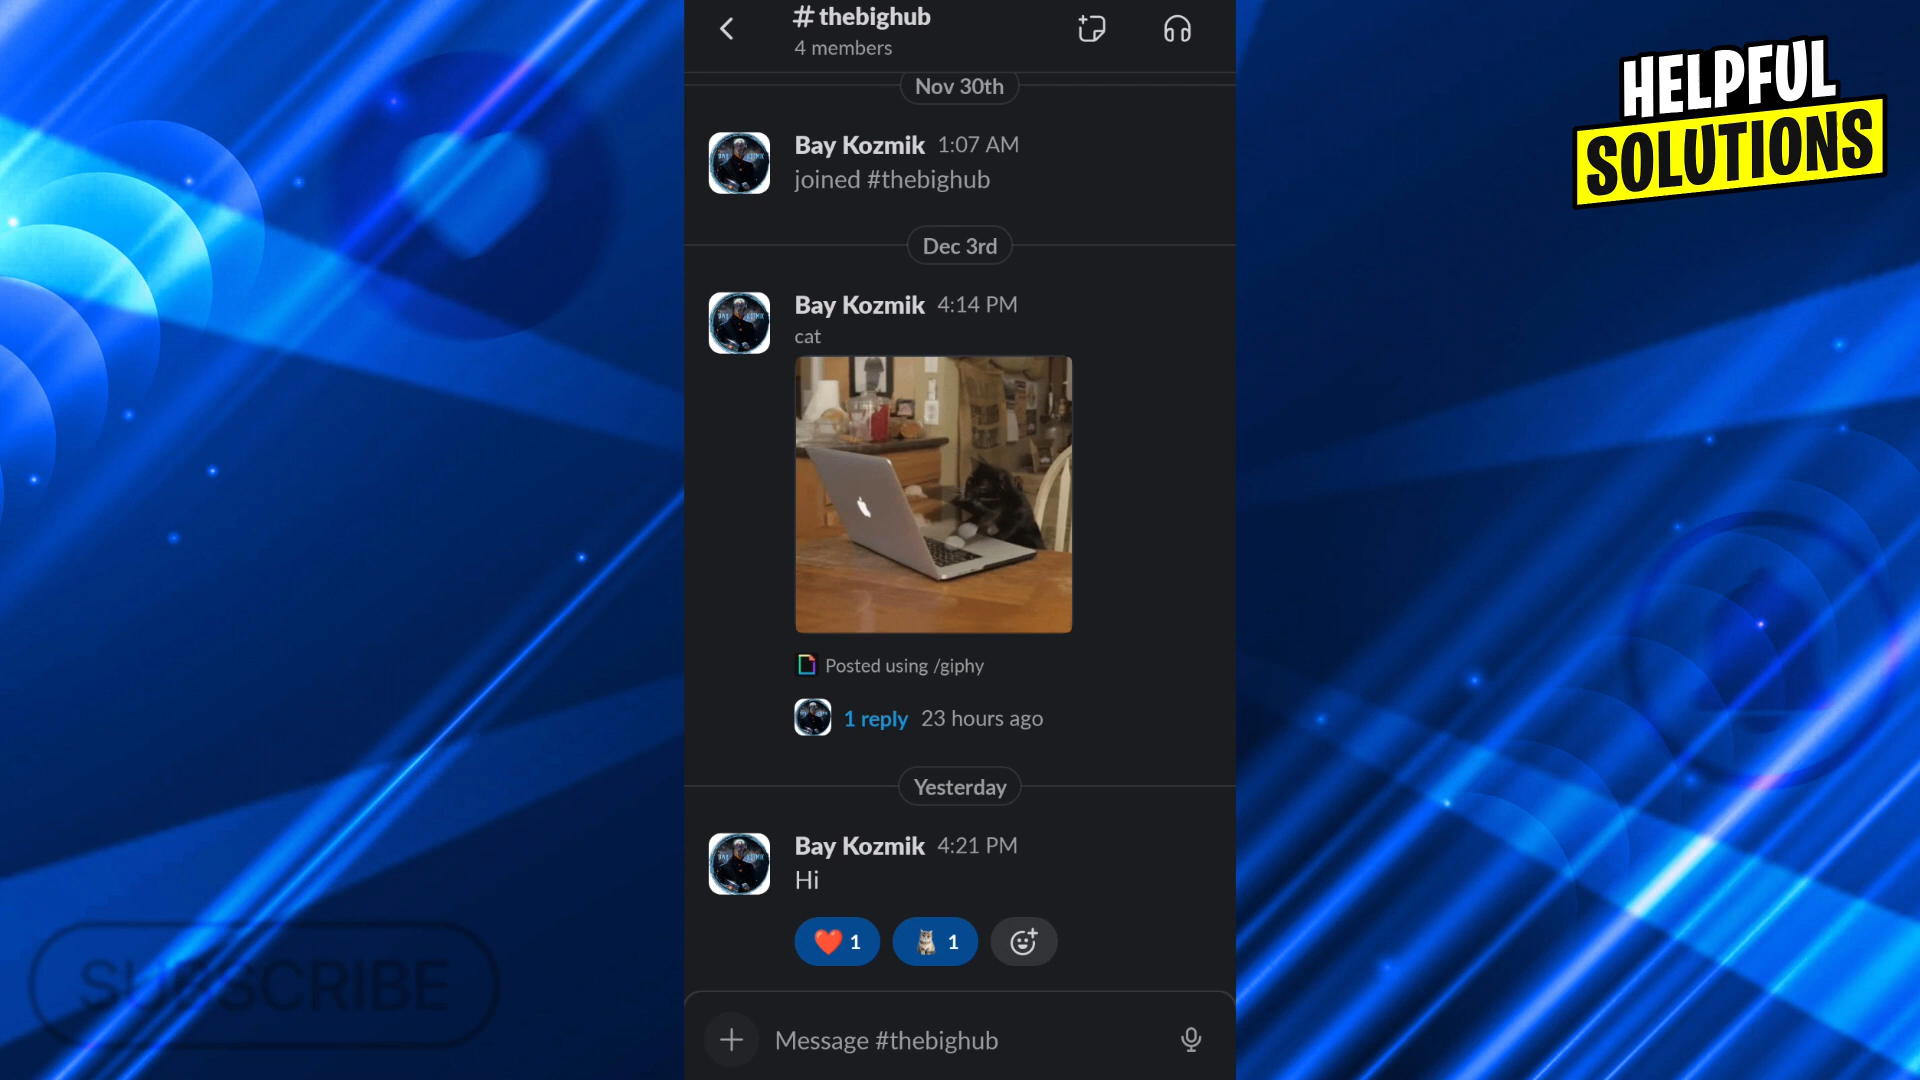 # thebighub
4 members
HELPFUL
SOLUTIONS
Nov 30th
Bay Kozmik 1:07 AM
joined #thebighub
Dec 3rd
Bay Kozmik 4:14 PM
cat
Posted using /giphy
1 reply 23 hours ago
Yesterday
Bay Kozmik 4:21 PM
Hi
1 1
SUBSCRIBE
Message #thebighub